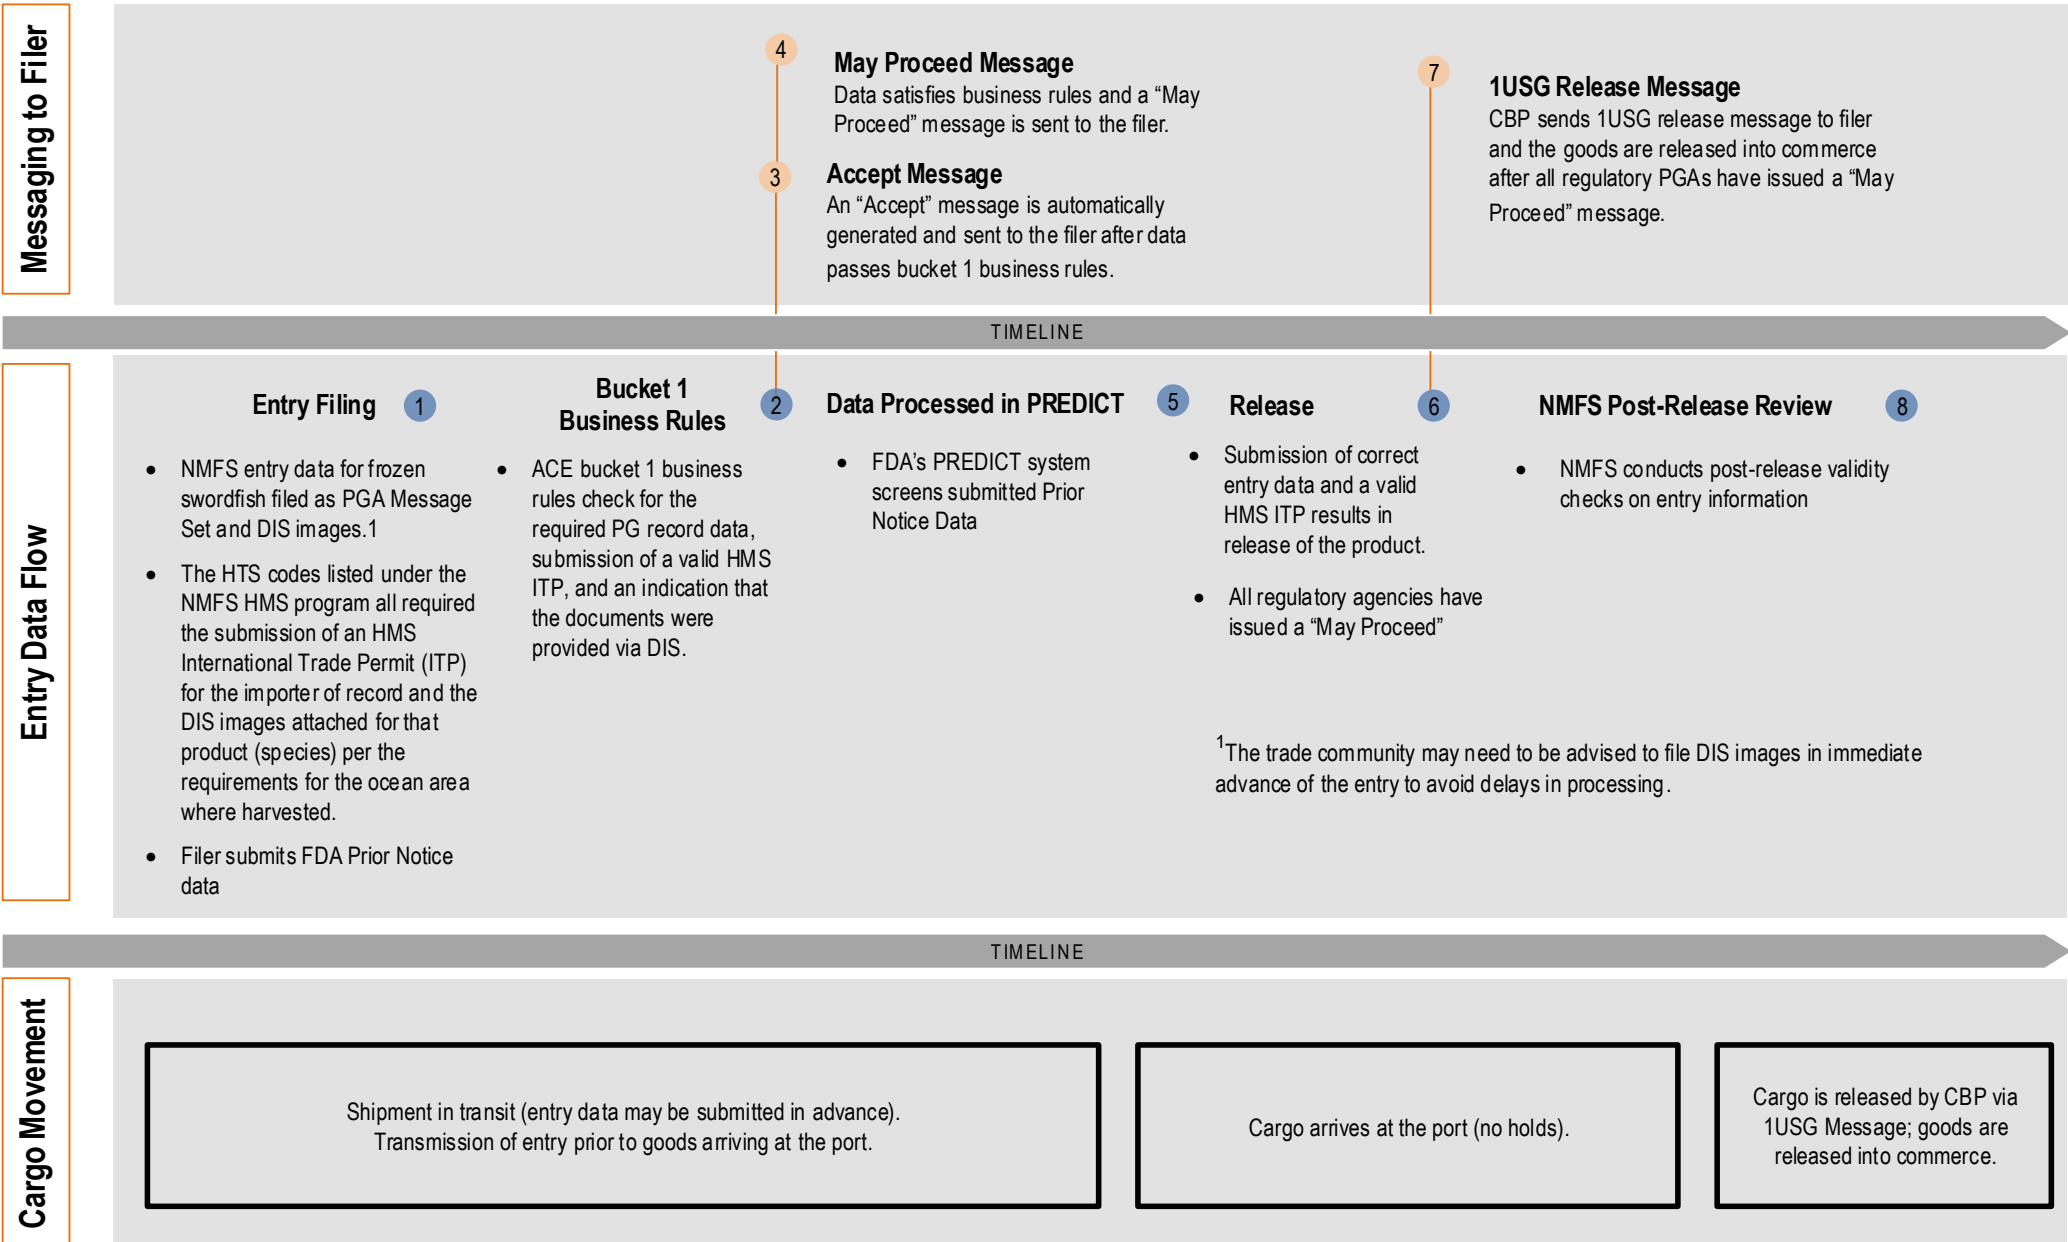 Messaging to Filer
4
May Proceed Message
Data satisfies business rules and a “May
Proceed” message is sent to the filer.
3
Accept Message
An “Accept” message is automatically
generated and sent to the filer after data
passes bucket 1 business rules.
7
1USG Release Message
CBP sends 1USG release message to filer
and the goods are released into commerce
after all regulatory PGAs have issued a “May
Proceed” message.
TIMELINE
Entry Data Flow
Entry Filing
1
• NMFS entry data for frozen
swordfish filed as PGA Message
Set and DIS images.1
• The HTS codes listed under the
NMFS HMS program all required
the submission of an HMS
International Trade Permit (ITP)
for the importer of record and the
DIS images attached for that
product (species) per the
requirements for the ocean area
where harvested.
• Filer submits FDA Prior Notice
data
Bucket 1
Business Rules
2
• ACE bucket 1 business
rules check for the
required PG record data,
submission of a valid HMS
ITP, and an indication that
the documents were
provided via DIS.
Data Processed in PREDICT
5
• FDA’s PREDICT system
screens submitted Prior
Notice Data
Release
6
• Submission of correct
entry data and a valid
HMS ITP results in
release of the product.
• All regulatory agencies have
issued a “May Proceed”
NMFS Post-Release Review
8
• NMFS conducts post-release validity
checks on entry information
1The trade community may need to be advised to file DIS images in immediate
advance of the entry to avoid delays in processing.
TIMELINE
Cargo Movement
Shipment in transit (entry data may be submitted in advance).
Transmission of entry prior to goods arriving at the port.
Cargo arrives at the port (no holds).
Cargo is released by CBP via
1USG Message; goods are
released into commerce.